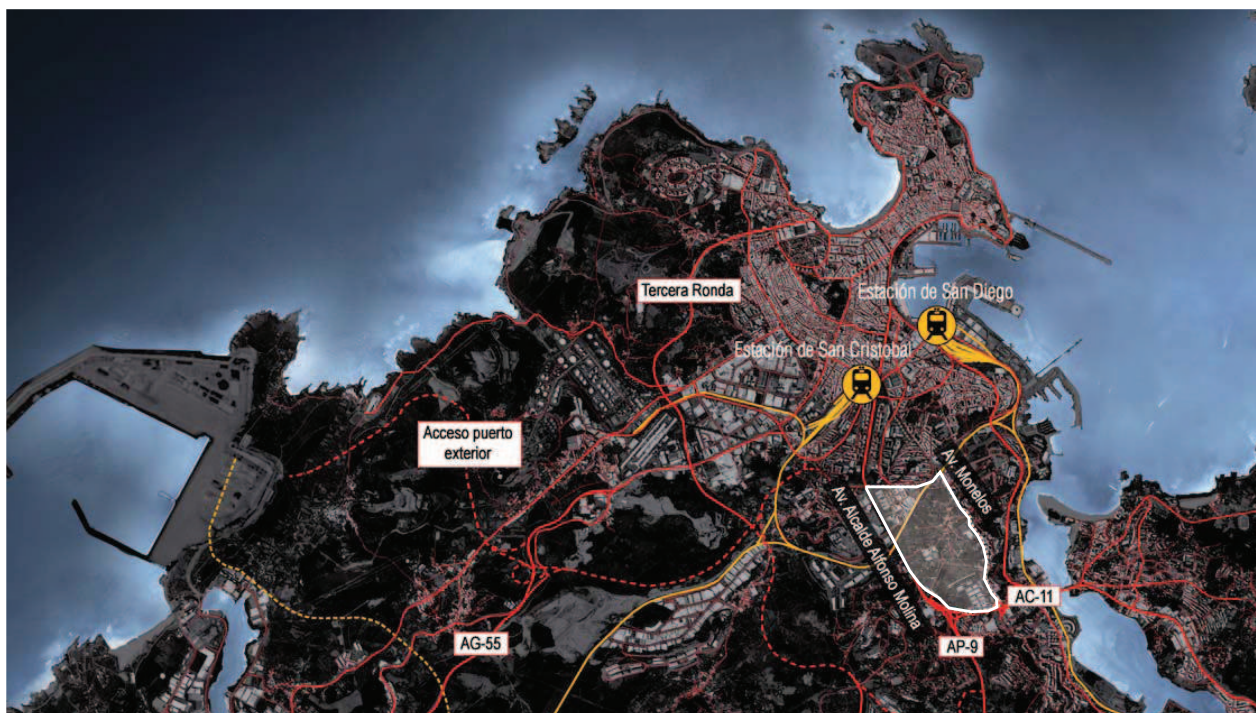 Tercera Ronda
Estación de San Diego
Estación de San Cristobal
Acceso puerto
exterior
Av. Monelos
Av. Alcalde Alfonso Molina
AC-11
AG-55
AP-9